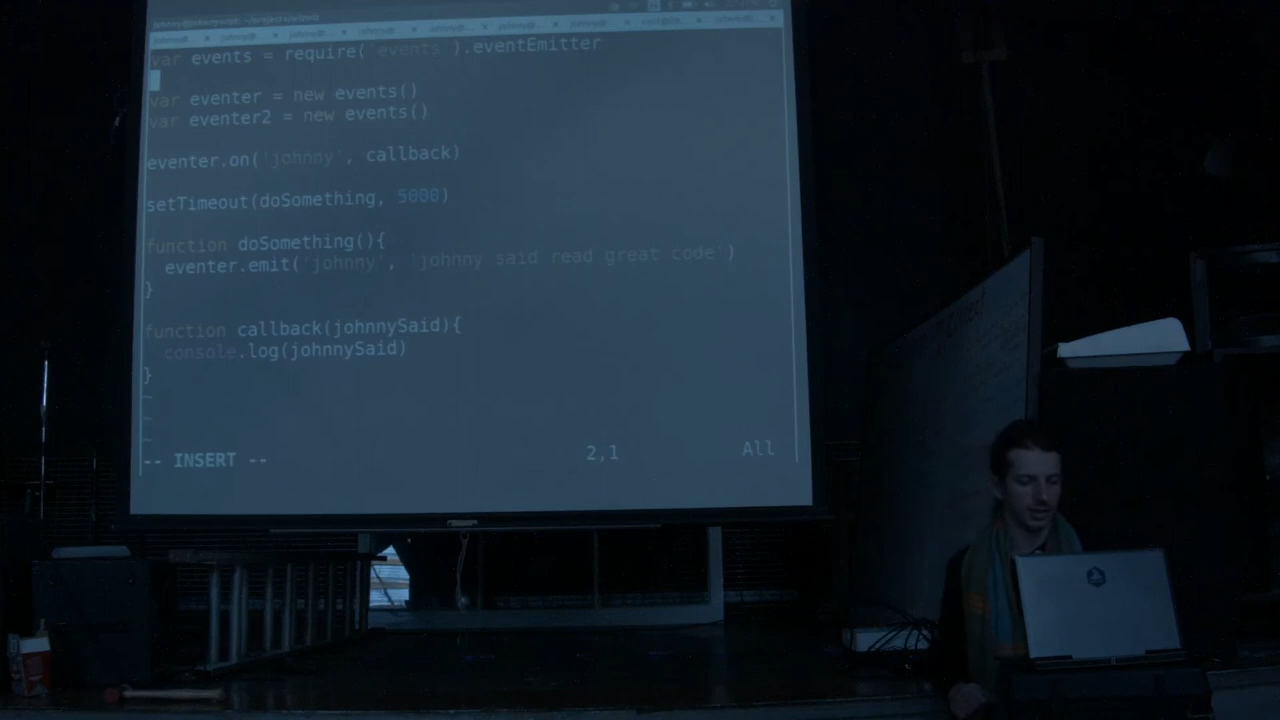 var events = require('events').eventEmitter
var eventer = new events()
var eventer2 = new events()
eventer.on('johnny', callback)
setTimeout(doSomething, 5000)
function doSomething(){
eventer.emit('johnny', 'johnny said read great code')
}
function callback(johnnySaid){
console.log(johnnySaid)
}
~
~
~
-- INSERT -- 2,1 All